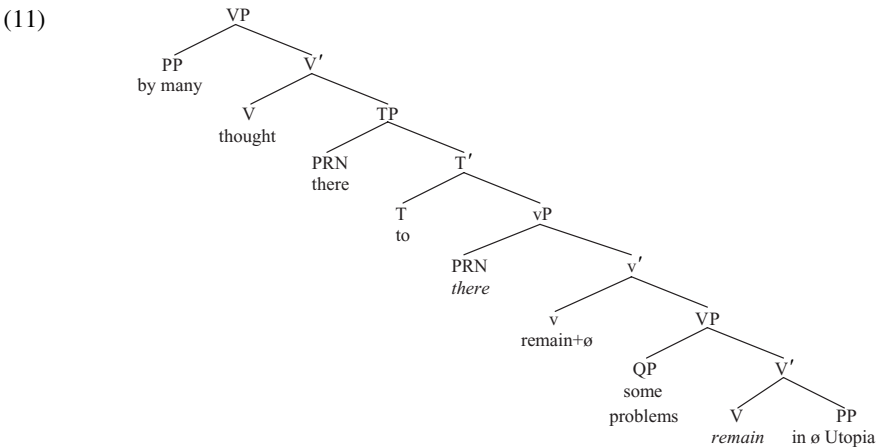 (11)
VP
PP V′
by many
V TP
thought
PRN T′
there
T vP
to
PRN v′
there
v VP
remain+ø
QP V′
some
problems V PP
remain in ø Utopia